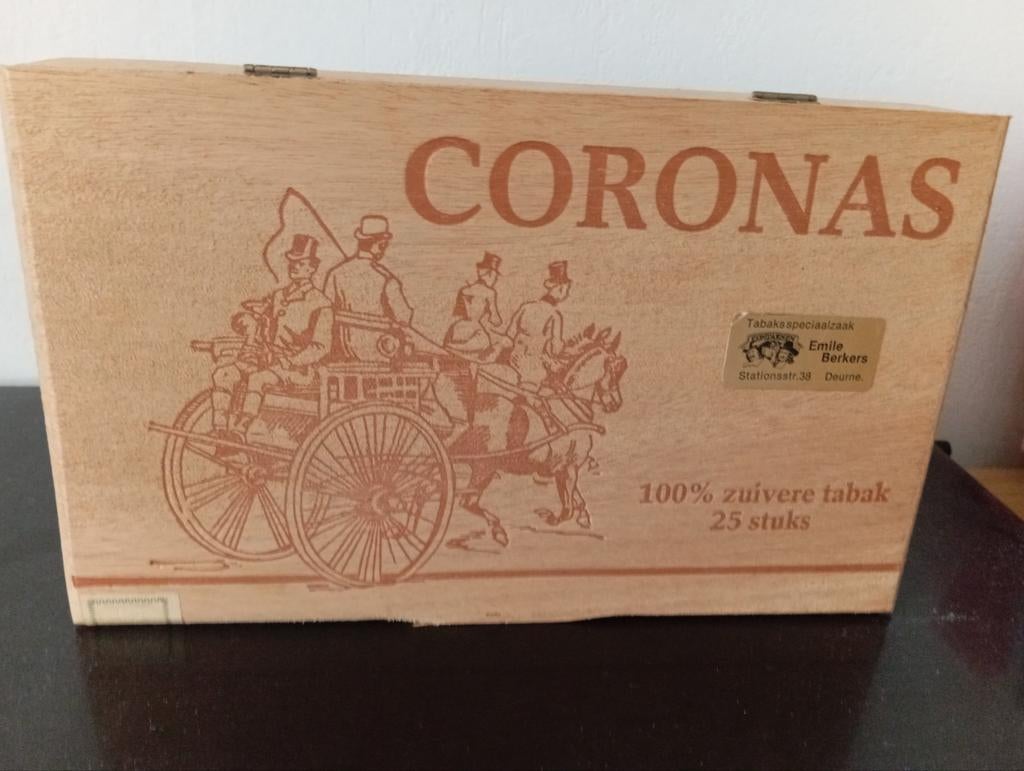 CORONAS
Tabaksspeciaalzaak
Emile
Berkers
Stationsstr.38 Deurne.
100% zuivere tabak
25 stuks